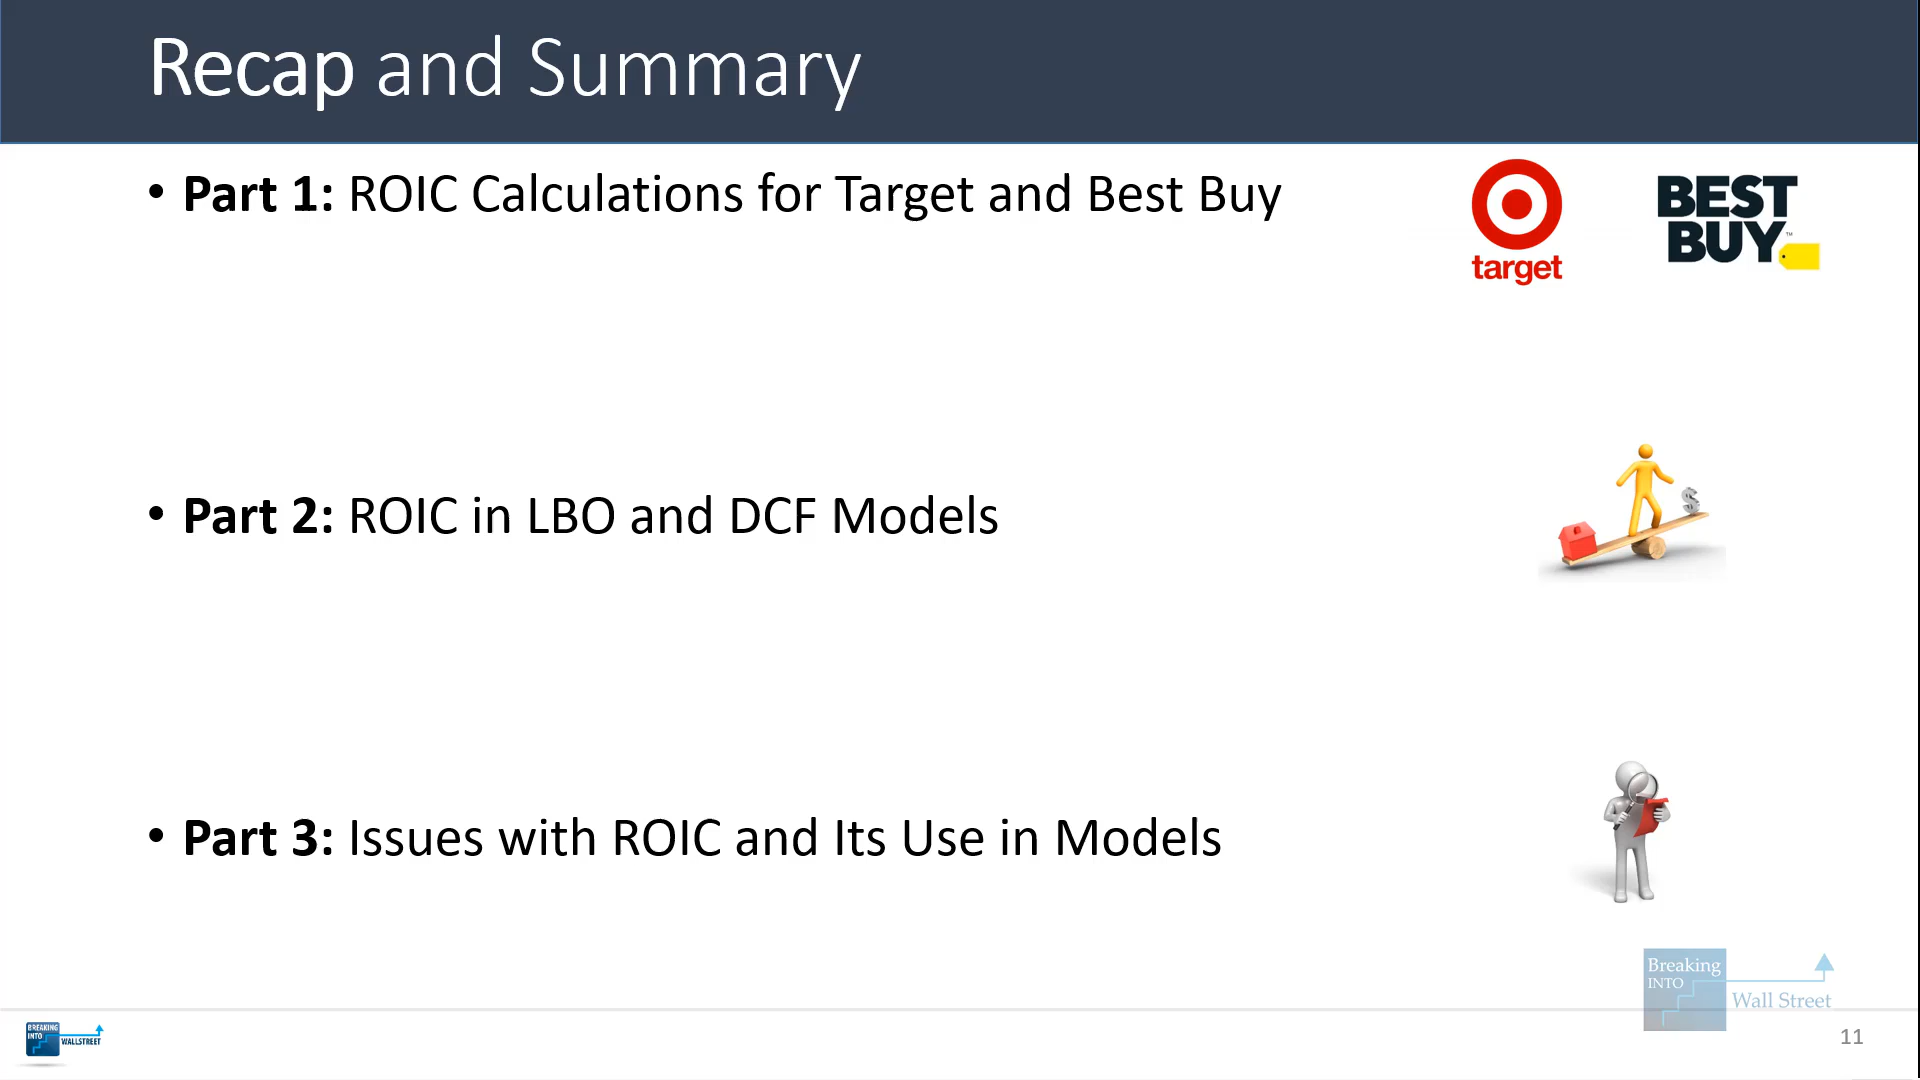 Recap and Summary
• Part 1: ROIC Calculations for Target and Best Buy
target
BEST
BUY™
• Part 2: ROIC in LBO and DCF Models
$
• Part 3: Issues with ROIC and Its Use in Models
Breaking
INTO
Wall Street
BREAKING
INTO
WALLSTREET
11